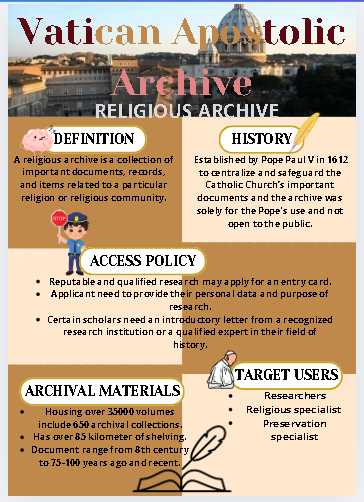 Vatican Apostolic
Archive
RELIGIOUS ARCHIVE
DEFINITION
A religious archive is a collection of
important documents, records,
and items related to a particular
religion or religious community.
HISTORY
Established by Pope Paul V in 1612
to centralize and safeguard the
Catholic Church's important
documents and the archive was
solely for the Pope's use and not
open to the public.
STOP
ACCESS POLICY
• Reputable and qualified research may apply for an entry card.
• Applicant need to provide their personal data and purpose of
research.
• Certain scholars need an introductory letter from a recognized
research institution or a qualified expert in their field of
history.
ARCHIVAL MATERIALS
• Housing over 35000 volumes
include 650 archival collections.
• Has over 85 kilometer of shelving.
• Document range from 8th century
to 75-100 years ago and recent.
TARGET USERS
• Researchers
• Religious specialist
• Preservation
specialist